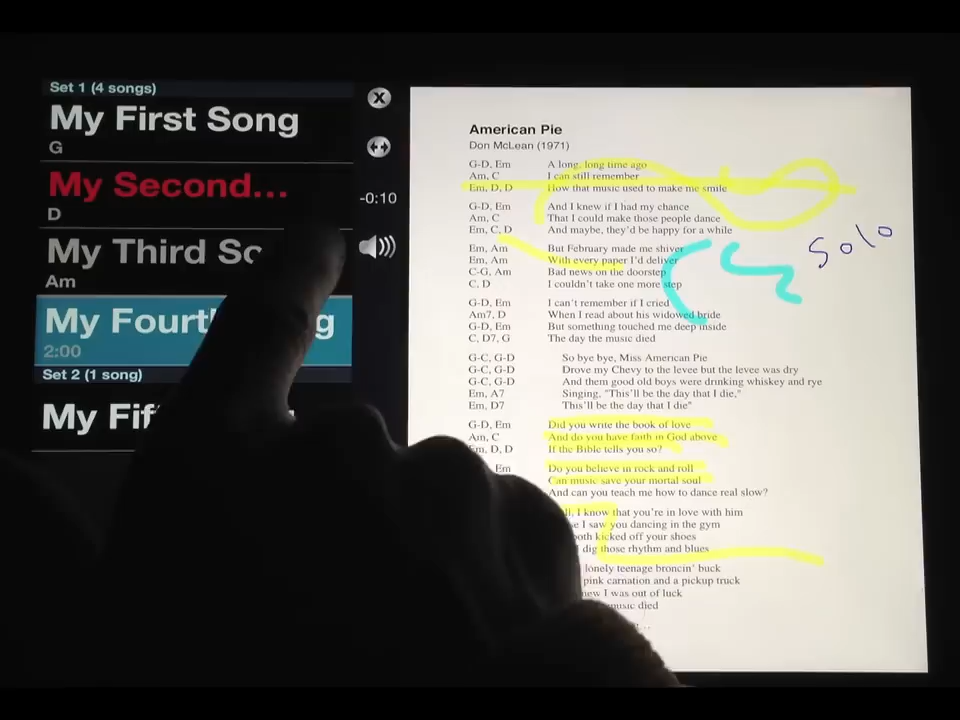 Set 1 (4 songs)
My First Song
G
My Second...
D
My Third So
Am
My Fourt g
2:00
Set 2 (1 song)
My Fif
-0:10
American Pie
Don McLean (1971)
G-D, Em A long, long time ago
Am, C I can still remember
Em, D, D How that music used to make me smile
G-D, Em And I knew if I had my chance
Am, C That I could make those people dance
Em, C, D And maybe, they'd be happy for a while
Em, Am But February made me shiver
Em, Am With every paper I'd deliver
C-G, Am Bad news on the doorstep
C, D I couldn't take one more step
Solo
G-D, Em I can't remember if I cried
Am7, D When I read about his widowed bride
G-D, Em But something touched me deep inside
C, D7, G The day the music died
G-C, G-D So bye bye, Miss American Pie
G-C, G-D Drove my Chevy to the levee but the levee was dry
G-C, G-D And them good old boys were drinking whiskey and rye
Em, A7 Singing, "This'll be the day that I die,"
Em, D7 This'll be the day that I die"
G-D, Em Did you write the book of love
Am, C And do you have faith in God above
Em, D, D If the Bible tells you so?
Em Do you believe in rock and roll
Can music save your mortal soul
And can you teach me how to dance real slow?
I know that you're in love with him
I saw you dancing in the gym
both kicked off your shoes
dig those rhythm and blues
lonely teenage broncin' buck
pink carnation and a pickup truck
I was out of luck
music died